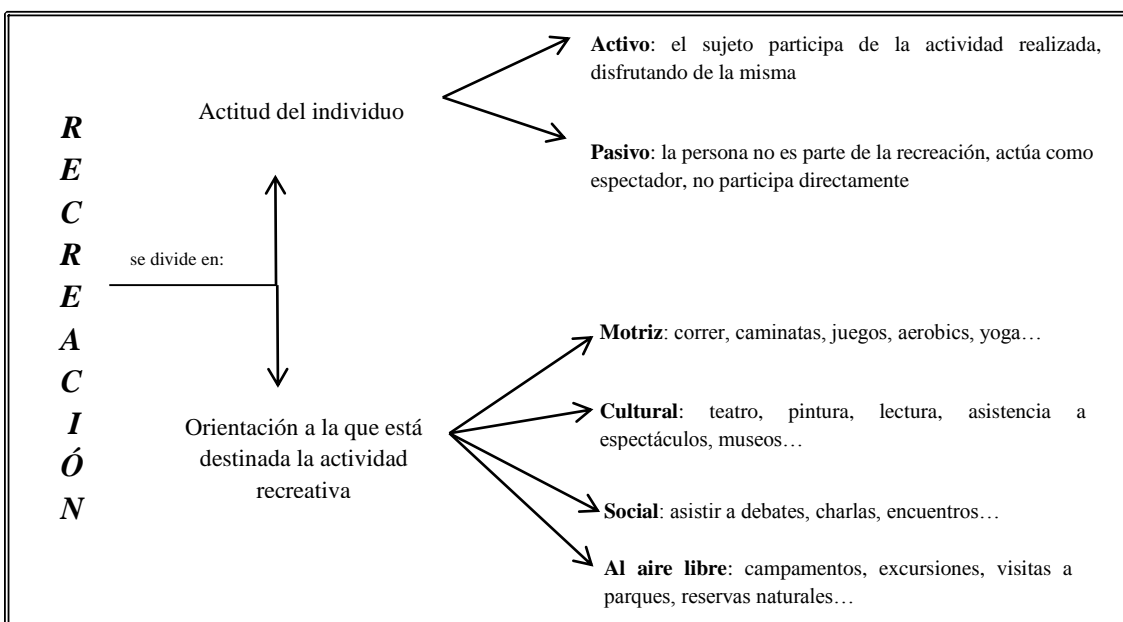 RECREACIÓN
se divide en:
Actitud del individuo
Activo: el sujeto participa de la actividad realizada,
disfrutando de la misma
Pasivo: la persona no es parte de la recreación, actúa como
espectador, no participa directamente
Orientación a la que está
destinada la actividad
recreativa
Motriz: correr, caminatas, juegos, aerobics, yoga…
Cultural: teatro, pintura, lectura, asistencia a
espectáculos, museos…
Social: asistir a debates, charlas, encuentros…
Al aire libre: campamentos, excursiones, visitas a
parques, reservas naturales…